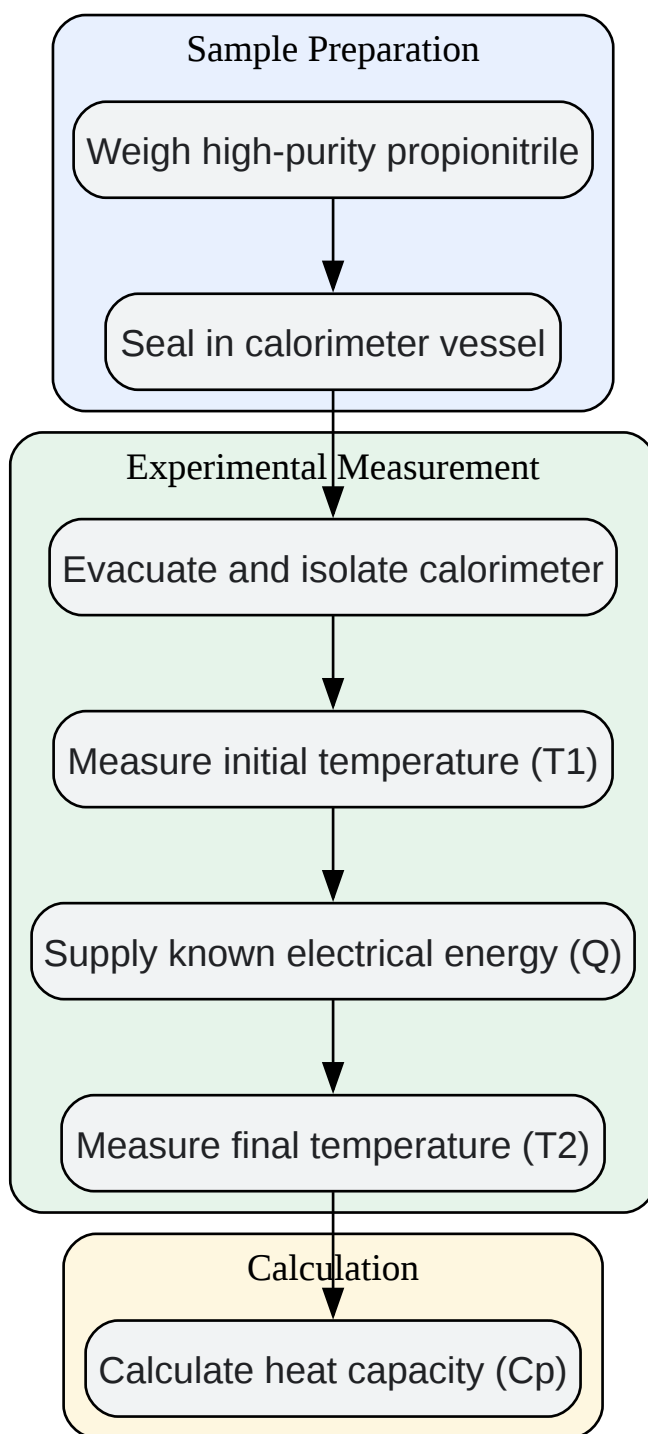 Sample Preparation
Weigh high-purity propionitrile
Seal in calorimeter vessel
Experimental Measurement
Evacuate and isolate calorimeter
Measure initial temperature (T1)
Supply known electrical energy (Q)
Measure final temperature (T2)
Calculation
Calculate heat capacity (Cp)